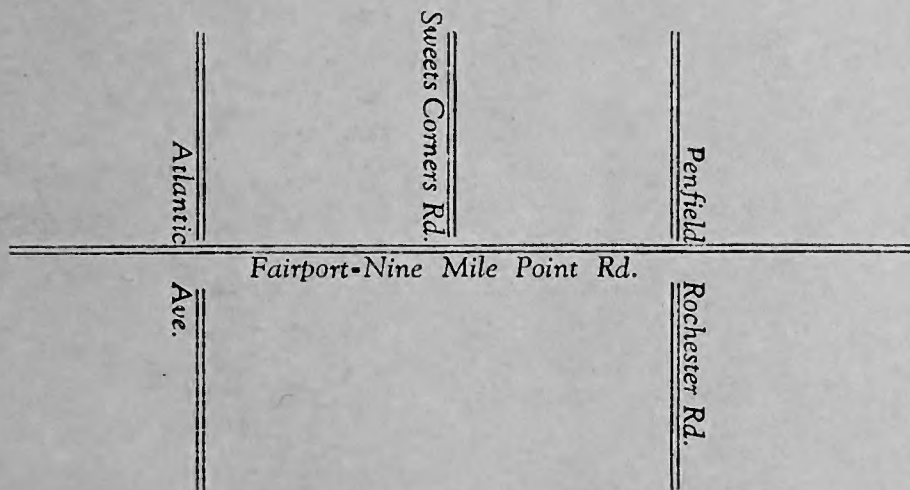 Sweets Corners Rd.
Atlantic
Penfield
Fairport-Nine Mile Point Rd.
Ave.
Rochester Rd.